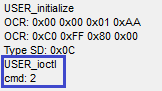 USER_initialize
OCR: 0x00 0x00 0x01 0xAA
OCR: 0xC0 0xFF 0x80 0x00
Type SD: 0x0C
USER_ioctl
cmd: 2